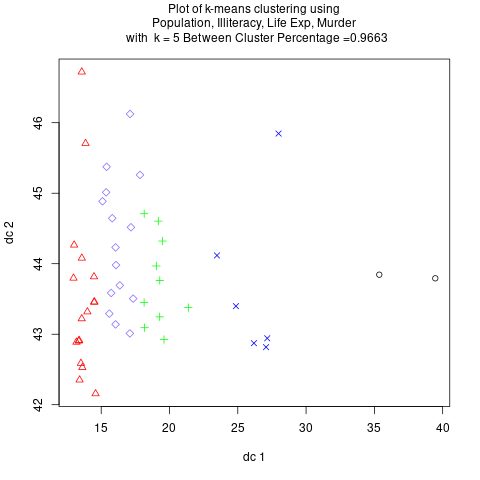 Plot of k-means clustering using
Population, Illiteracy, Life Exp, Murder
with  k = 5 Between Cluster Percentage =0.9663
46
45
44
43
42
dc 2
15
20
25
30
35
40
dc 1